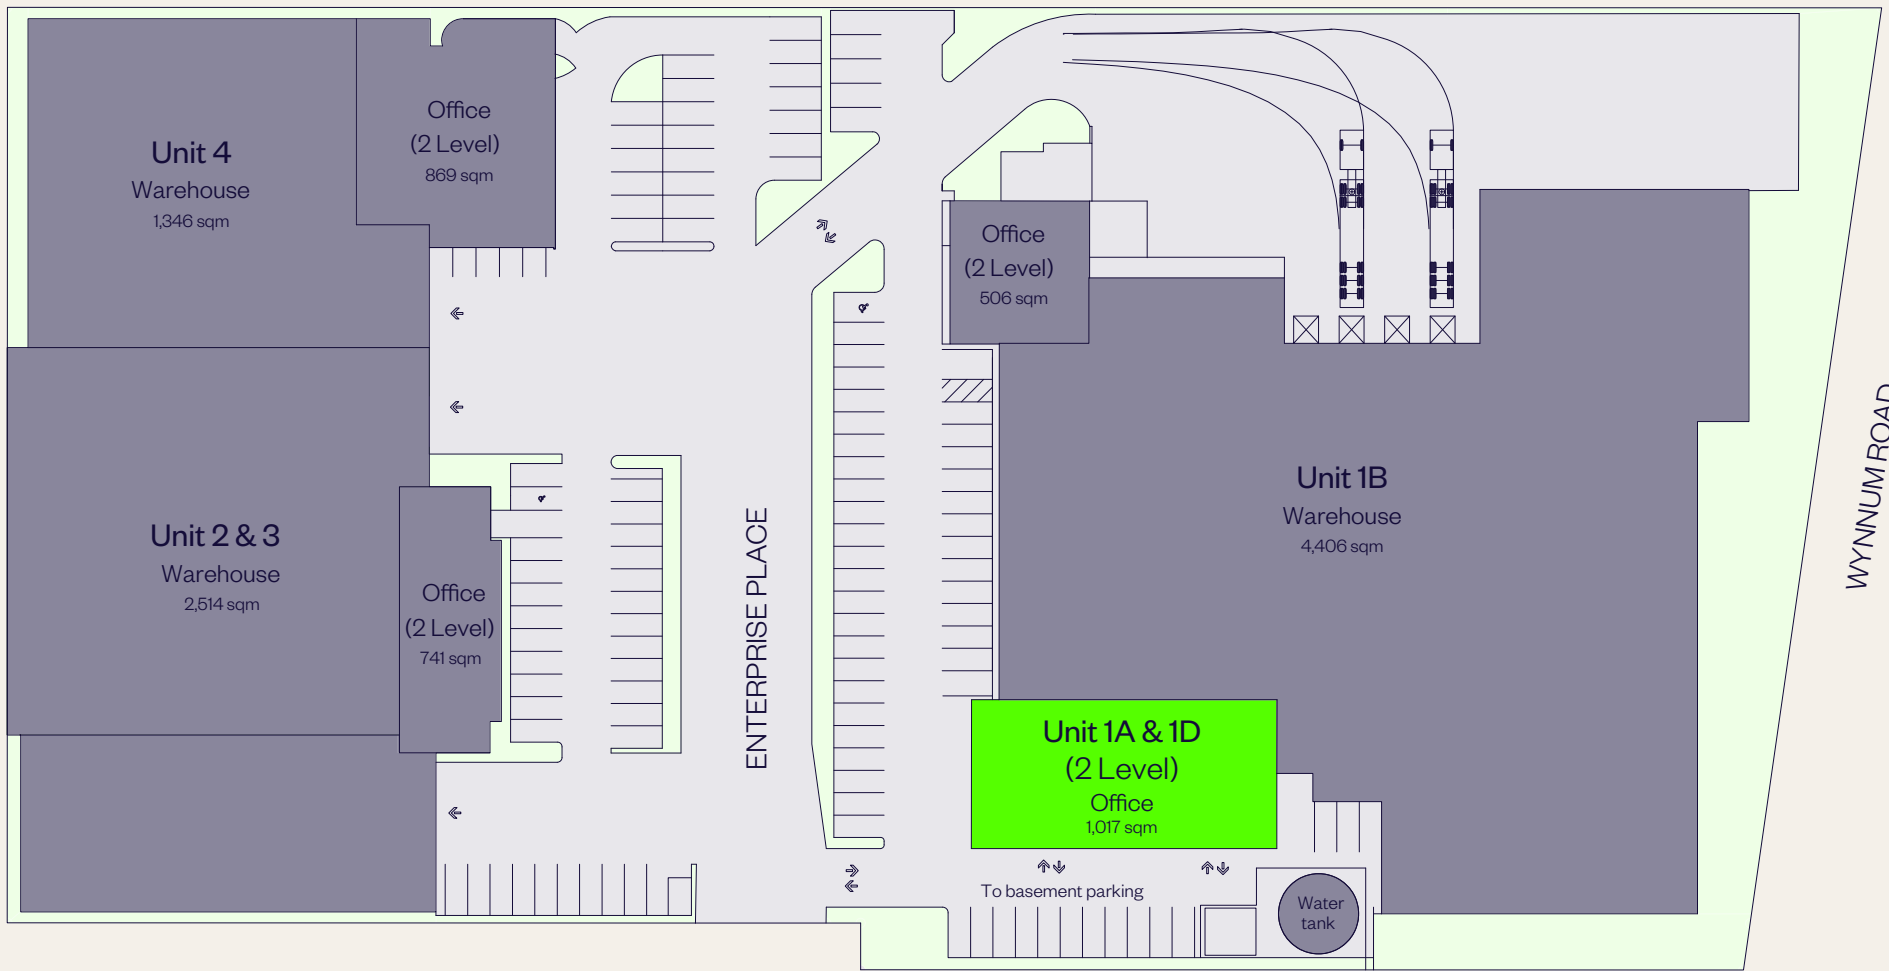 Unit 4
Warehouse
1,346 sqm
Office
(2 Level)
869 sqm
Office
(2 Level)
506 sqm
Unit 2 & 3
Warehouse
2,514 sqm
Office
(2 Level)
741 sqm
ENTERPRISE PLACE
Unit 1B
Warehouse
4,406 sqm
WYNNUM ROAD
Unit 1A & 1D
(2 Level)
Office
1,017 sqm
To basement parking
Water
tank